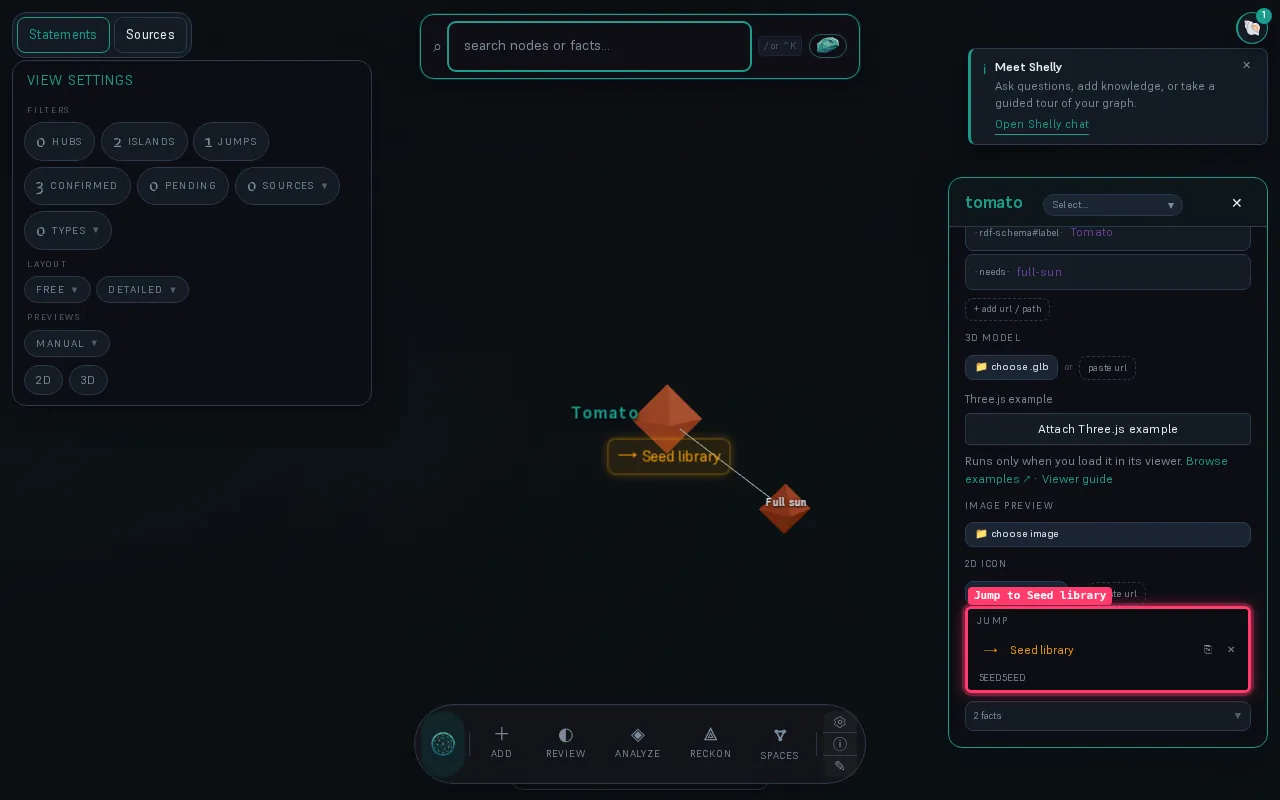 Statements
Sources
search nodes or facts...
/ or ⌃K
1
VIEW SETTINGS
FILTERS
0 HUBS
2 ISLANDS
1 JUMPS
3 CONFIRMED
0 PENDING
0 SOURCES ▼
0 TYPES ▼
LAYOUT
FREE ▼
DETAILED ▼
PREVIEWS
MANUAL ▼
2D
3D
Meet Shelly
×
Ask questions, add knowledge, or take a
guided tour of your graph.
Open Shelly chat
tomato
Select...
✕
· rdf-schema#label · Tomato
· needs · full-sun
+ add url / path
3D MODEL
choose .glb
or
paste url
Three.js example
Attach Three.js example
Runs only when you load it in its viewer. Browse
examples ↗ · Viewer guide
IMAGE PREVIEW
choose image
2D ICON
Jump to Seed library
JUMP
→ Seed library
×
SEEDSEED
2 facts ▼
Tomato
→ Seed library
Full sun
ADD
REVIEW
ANALYZE
RECKON
SPACES